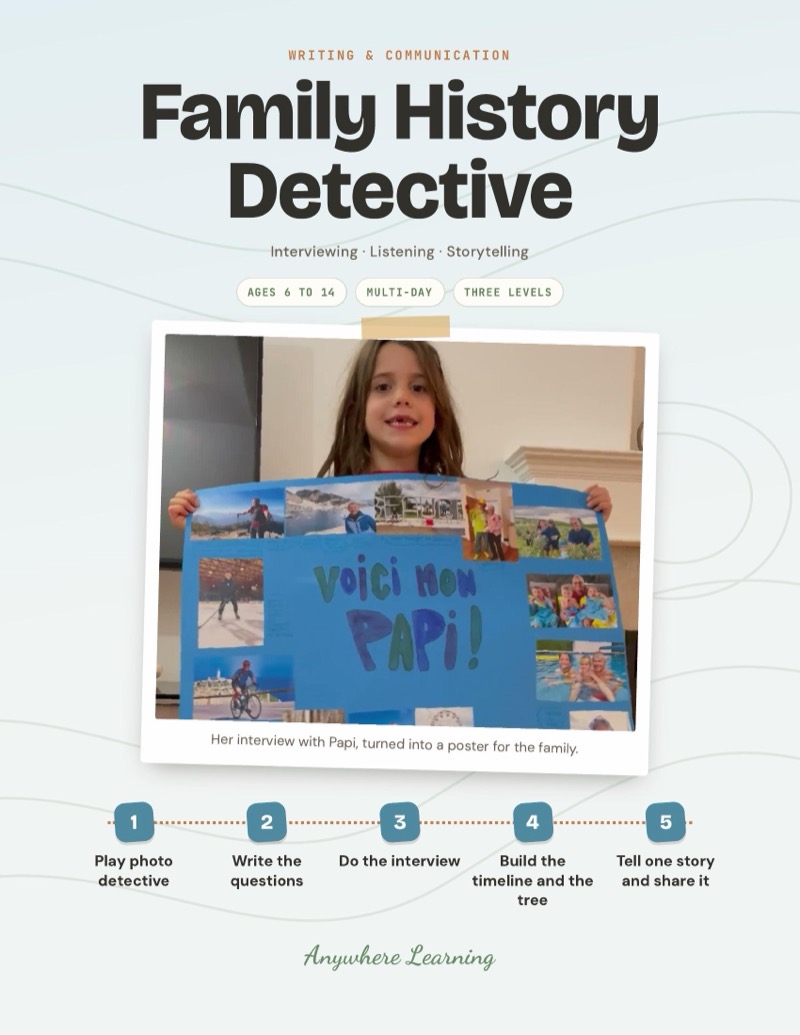 WRITING & COMMUNICATION
Family History
Detective
Interviewing · Listening · Storytelling
AGES 6 TO 14
MULTI-DAY
THREE LEVELS
VOiCi MON
PAPi!
Her interview with Papi, turned into a poster for the family.
1
2
3
4
5
Play photo
detective
Write the
questions
Do the interview
Build the
timeline and the
tree
Tell one story
and share it
Anywhere Learning